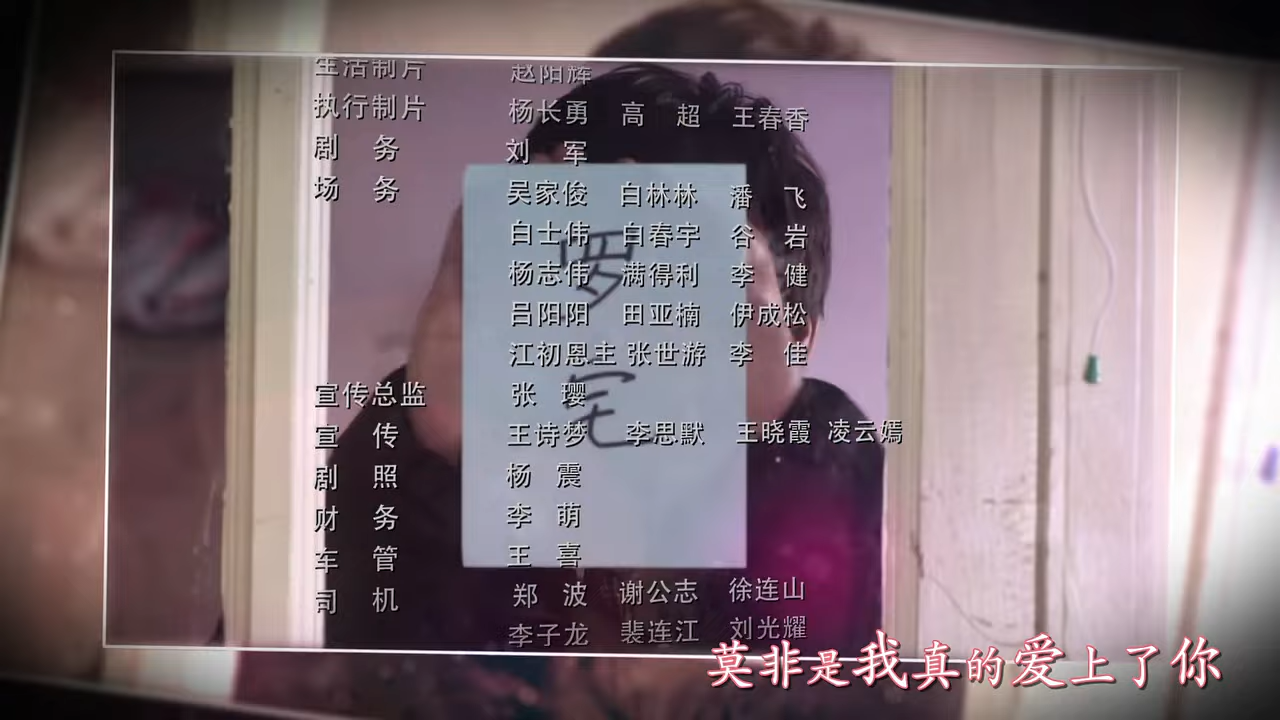 生活制片 赵阳辉
执行制片 杨长勇 高 超 王春香
剧 务 刘 军
场 务 吴家俊 白林林 潘 飞
白士伟 白春宇 谷 岩
杨志伟 满得利 李 健
吕阳阳 田亚楠 伊成松
江初恩主 张世游 李 佳
宣传总监 张 璎
宣 传 王诗梦 李思默 王晓霞 凌云嫣
剧 照 杨 震
财 务 李 萌
车 管 王 喜
司 机 郑 波 谢公志 徐连山
李子龙 裴连江 刘光耀
莫非是我真的爱上了你